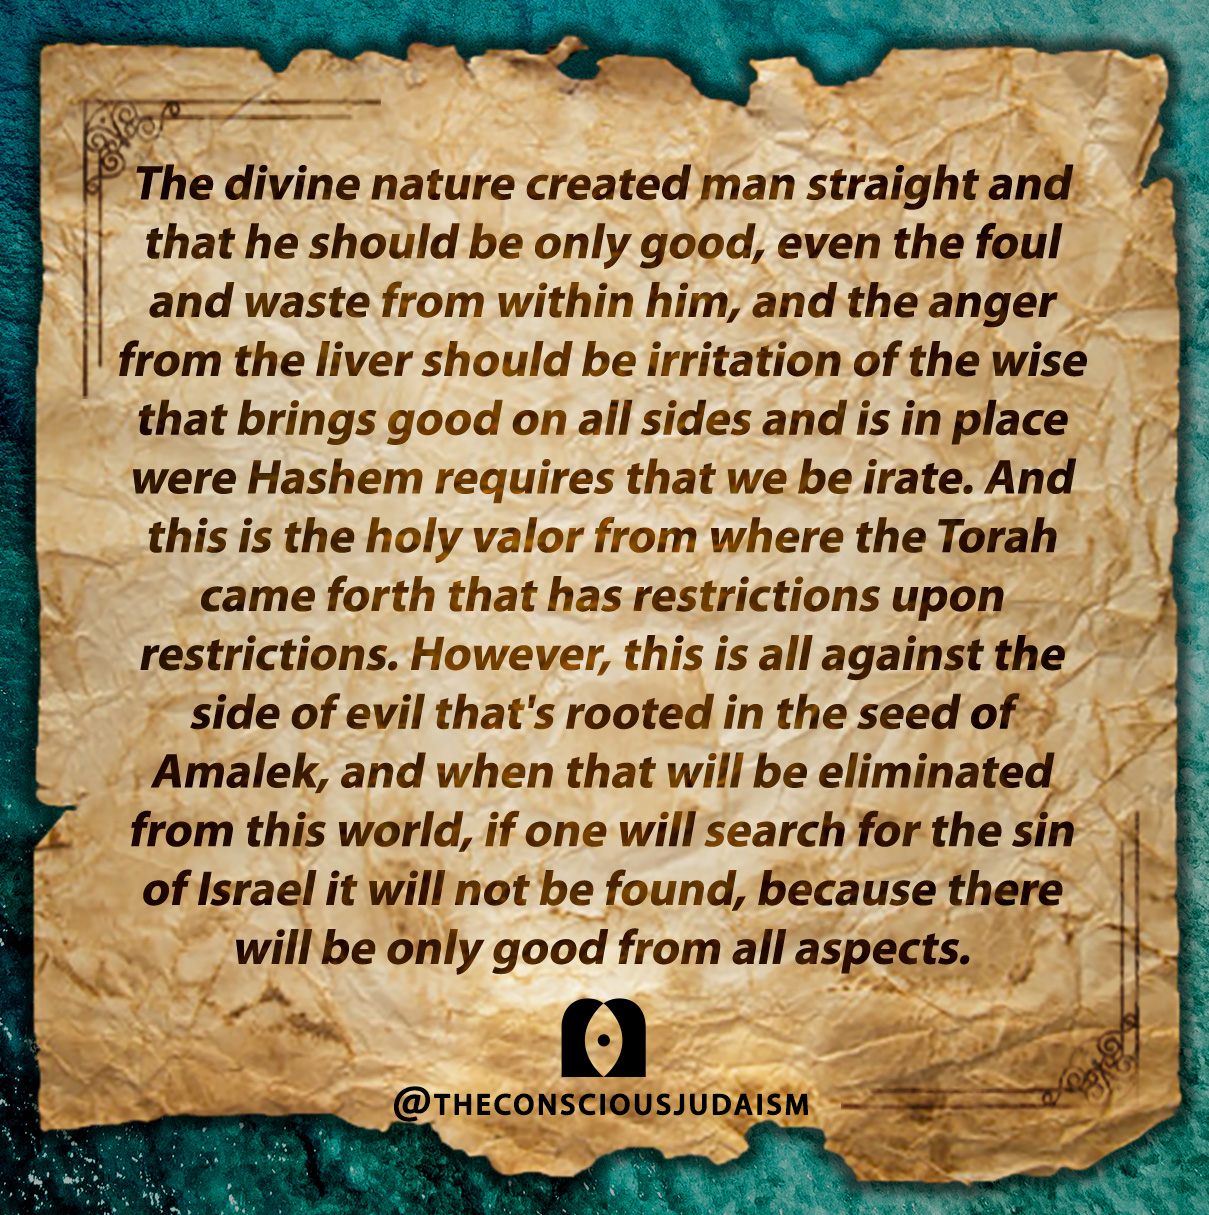 The divine nature created man straight and
that he should be only good, even the foul
and waste from within him, and the anger
from the liver should be irritation of the wise
that brings good on all sides and is in place
were Hashem requires that we be irate. And
this is the holy valor from where the Torah
came forth that has restrictions upon
restrictions. However, this is all against the
side of evil that's rooted in the seed of
Amalek, and when that will be eliminated
from this world, if one will search for the sin
of Israel it will not be found, because there
will be only good from all aspects.
@THECONSCIOUSJUDAISM